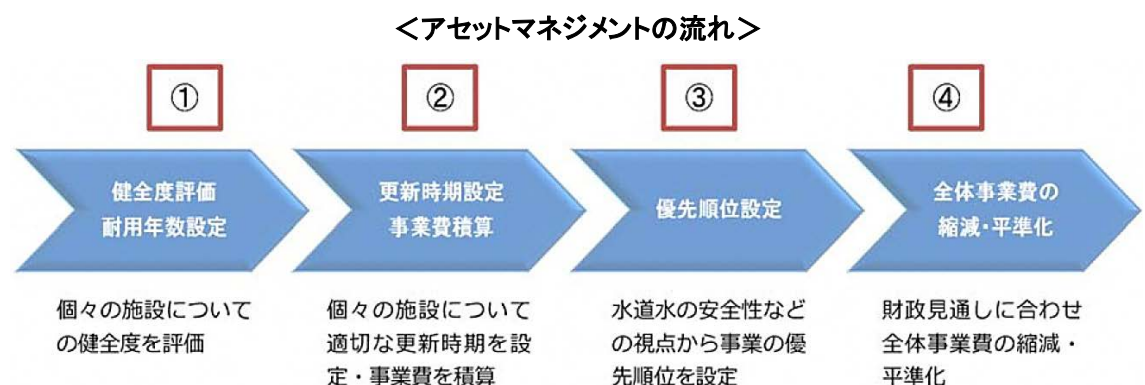 ＜アセットマネジメントの流れ＞
①
②
③
④
健全度評価
耐用年数設定
更新時期設定
事業費積算
優先順位設定
全体事業費の
縮減・平準化
個々の施設について
の健全度を評価
個々の施設について
適切な更新時期を設
定・事業費を積算
水道水の安全性など
の視点から事業の優
先順位を設定
財政見通しに合わせ
全体事業費の縮減・
平準化